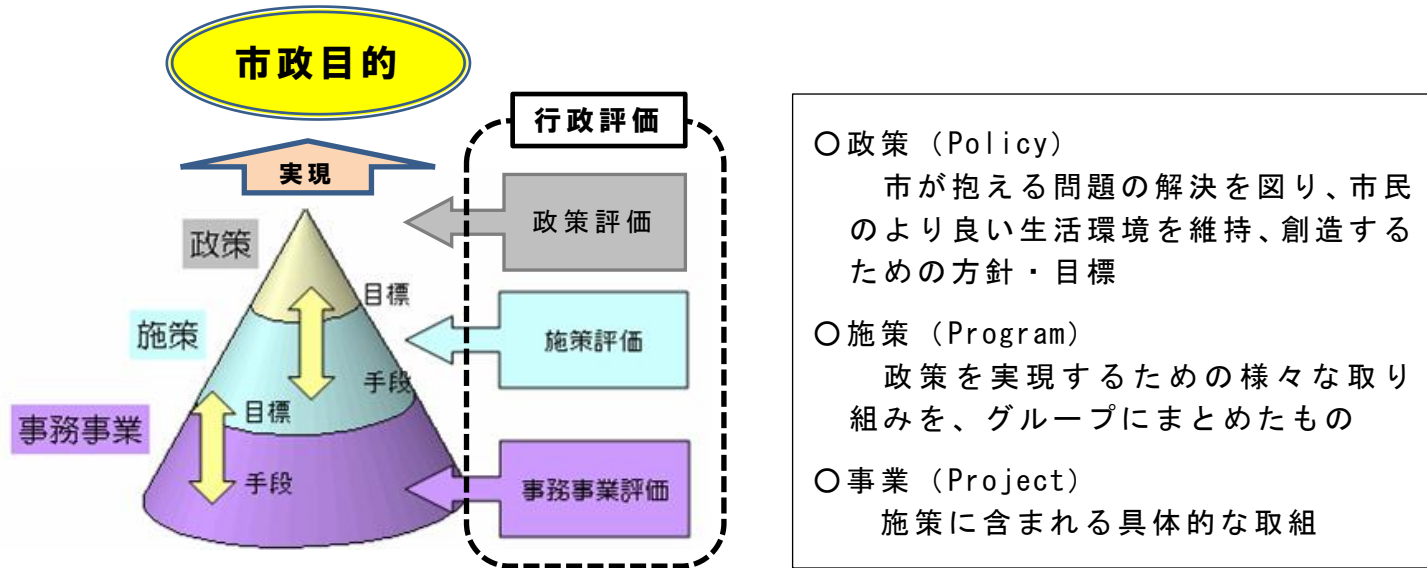 市政目的
実現
行政評価
政策
政策評価
目標
施策
施策評価
手段
目標
事務事業
手段
事務事業評価
○政策（Policy）
市が抱える問題の解決を図り、市民
のより良い生活環境を維持、創造する
ための方針・目標
○施策（Program）
政策を実現するための様々な取り
組みを、グループにまとめたもの
○事業（Project）
施策に含まれる具体的な取組